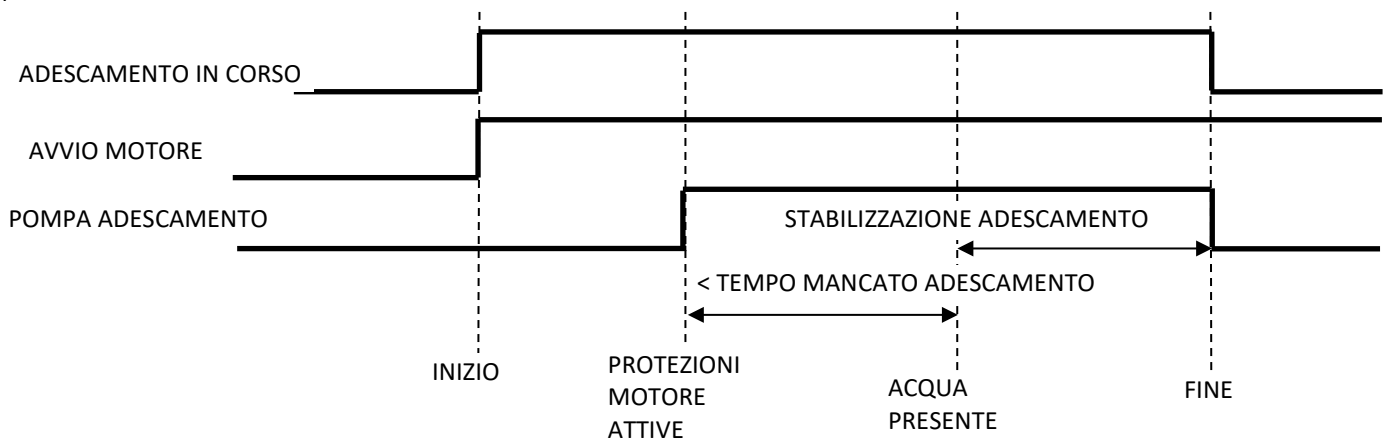 ADESCAMENTO IN CORSO
AVVIO MOTORE
POMPA ADESCAMENTO
STABILIZZAZIONE ADESCAMENTO
< TEMPO MANCATO ADESCAMENTO
INIZIO
PROTEZIONI
MOTORE
ATTIVE
ACQUA
PRESENTE
FINE